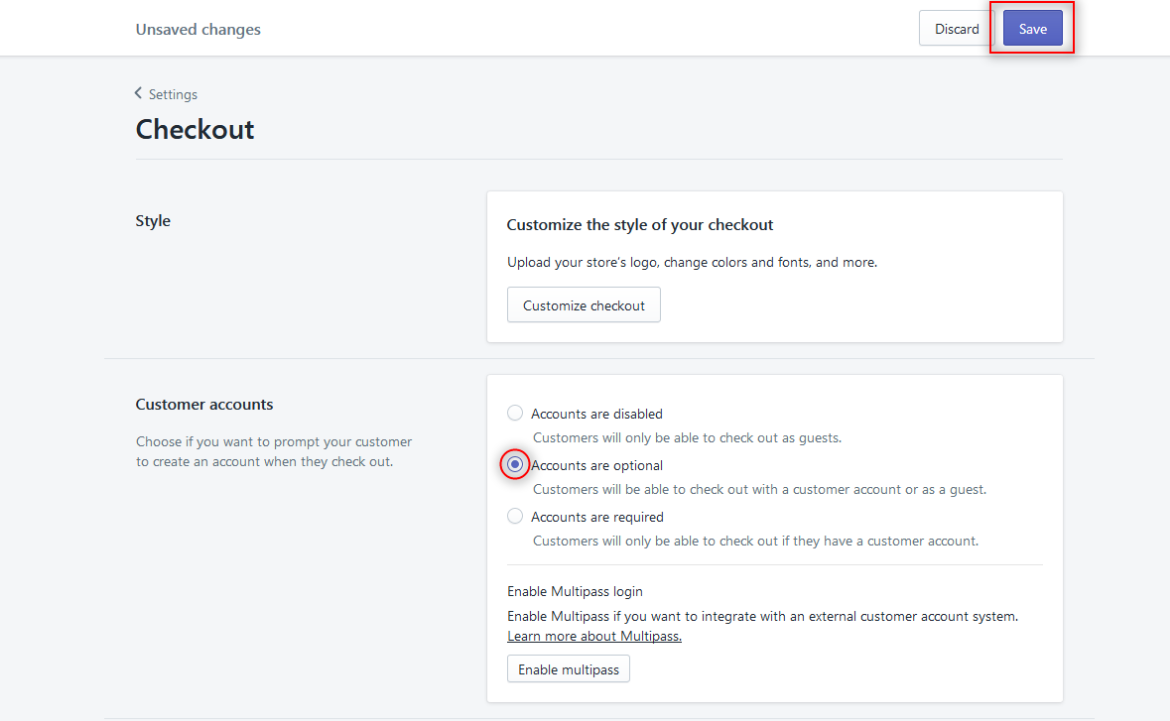 Unsaved changes
Discard
Save
Settings
Checkout
Style
Customize the style of your checkout
Upload your store's logo, change colors and fonts, and more.
Customize checkout
Customer accounts
Choose if you want to prompt your customer
to create an account when they check out.
Accounts are disabled
Customers will only be able to check out as guests.
Accounts are optional
Customers will be able to check out with a customer account or as a guest.
Accounts are required
Customers will only be able to check out if they have a customer account.
Enable Multipass login
Enable Multipass if you want to integrate with an external customer account system.
Learn more about Multipass.
Enable multipass